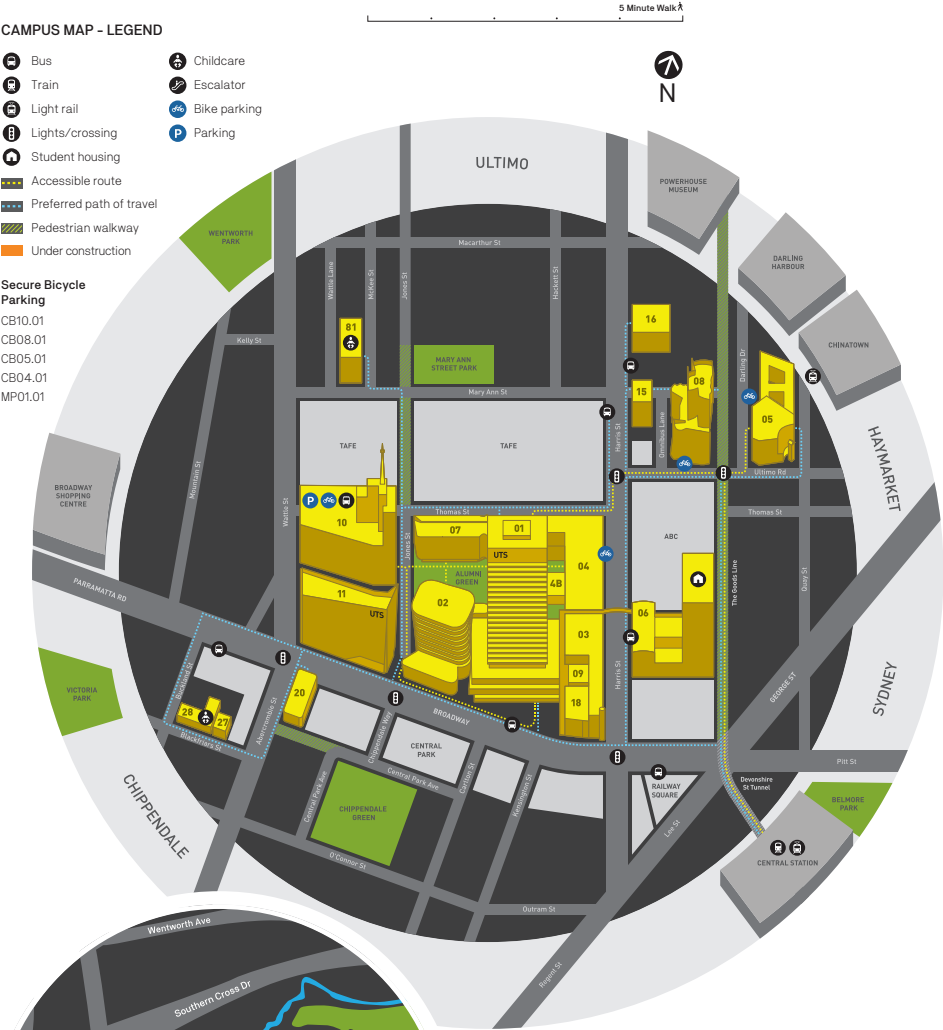 5 Minute Walk
CAMPUS MAP - LEGEND
Bus
Train
Light rail
Lights/crossing
Student housing
Accessible route
Preferred path of travel
Pedestrian walkway
Under construction
Childcare
Escalator
Bike parking
P
Parking
Secure Bicycle
Parking
CB10.01
CB08.01
CB05.01
CB04.01
MP01.01
N
ULTIMO
POWERHOUSE
MUSEUM
WENTWORTH
PARK
DARLING
HARBOUR
CHINATOWN
HAYMARKET
SYDNEY
Macarthur St
Wattle Lane
McKee St
Jones St
Hackett St
Kelly St
81
MARY ANN
STREET PARK
Mary Ann St
16
15
08
Darling Dr
05
Omnibus Lane
Harris St
TAFE
TAFE
Ultimo Rd
BROADWAY
SHOPPING
CENTRE
Mountain St
Wattle St
P
10
Thomas St
Thomas St
07
01
UTS
ABC
Jones St
04
ALUMNI
GREEN
4B
The Goods Line
Quay St
11
UTS
02
06
03
09
18
Harris St
PARRAMATTA RD
VICTORIA
PARK
Buckland St
28
27
Blackfriars St
Abercrombie St
20
BROADWAY
Chippendale Way
CENTRAL
PARK
Central Park Ave
Central Park Ave
Carlton St
Kensington St
CHIPPENDALE
GREEN
O'Connor St
CHIPPENDALE
GEORGE ST
Pitt St
RAILWAY
SQUARE
Lee St
Devonshire
St Tunnel
BELMORE
PARK
CENTRAL STATION
Outram St
Regent St
Wentworth Ave
Southern Cross Dr